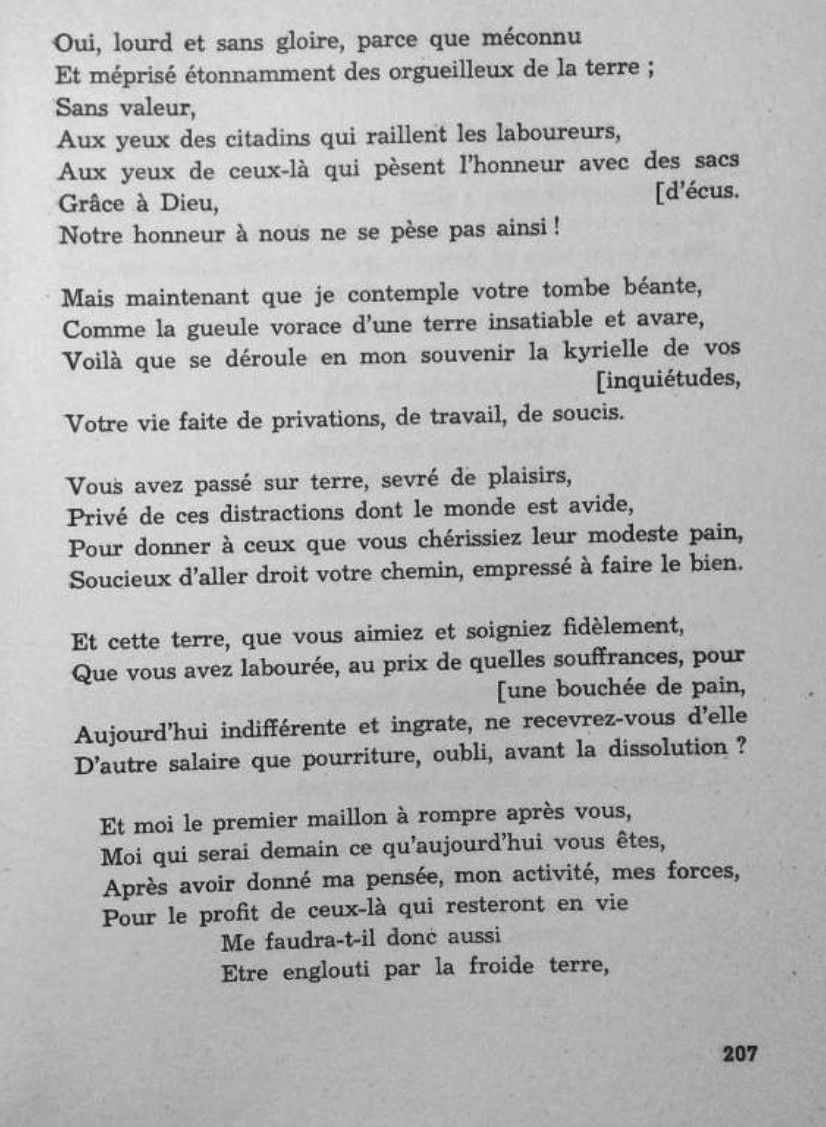 Oui, lourd et sans gloire, parce que méconnu
Et méprisé étonnamment des orgueilleux de la terre ;
Sans valeur,
Aux yeux des citadins qui raillent les laboureurs,
Aux yeux de ceux-là qui pèsent l'honneur avec des sacs
Grâce à Dieu, [d'écus.
Notre honneur à nous ne se pèse pas ainsi !

Mais maintenant que je contemple votre tombe béante,
Comme la gueule vorace d'une terre insatiable et avare,
Voilà que se déroule en mon souvenir la kyrielle de vos
[inquiétudes,
Votre vie faite de privations, de travail, de soucis.

Vous avez passé sur terre, sevré de plaisirs,
Privé de ces distractions dont le monde est avide,
Pour donner à ceux que vous chérissiez leur modeste pain,
Soucieux d'aller droit votre chemin, empressé à faire le bien.

Et cette terre, que vous aimiez et soigniez fidèlement,
Que vous avez labourée, au prix de quelles souffrances, pour
[une bouchée de pain,
Aujourd'hui indifférente et ingrate, ne recevrez-vous d'elle
D'autre salaire que pourriture, oubli, avant la dissolution ?

Et moi le premier maillon à rompre après vous,
Moi qui serai demain ce qu'aujourd'hui vous êtes,
Après avoir donné ma pensée, mon activité, mes forces,
Pour le profit de ceux-là qui resteront en vie
Me faudra-t-il donc aussi
Etre englouti par la froide terre,

207